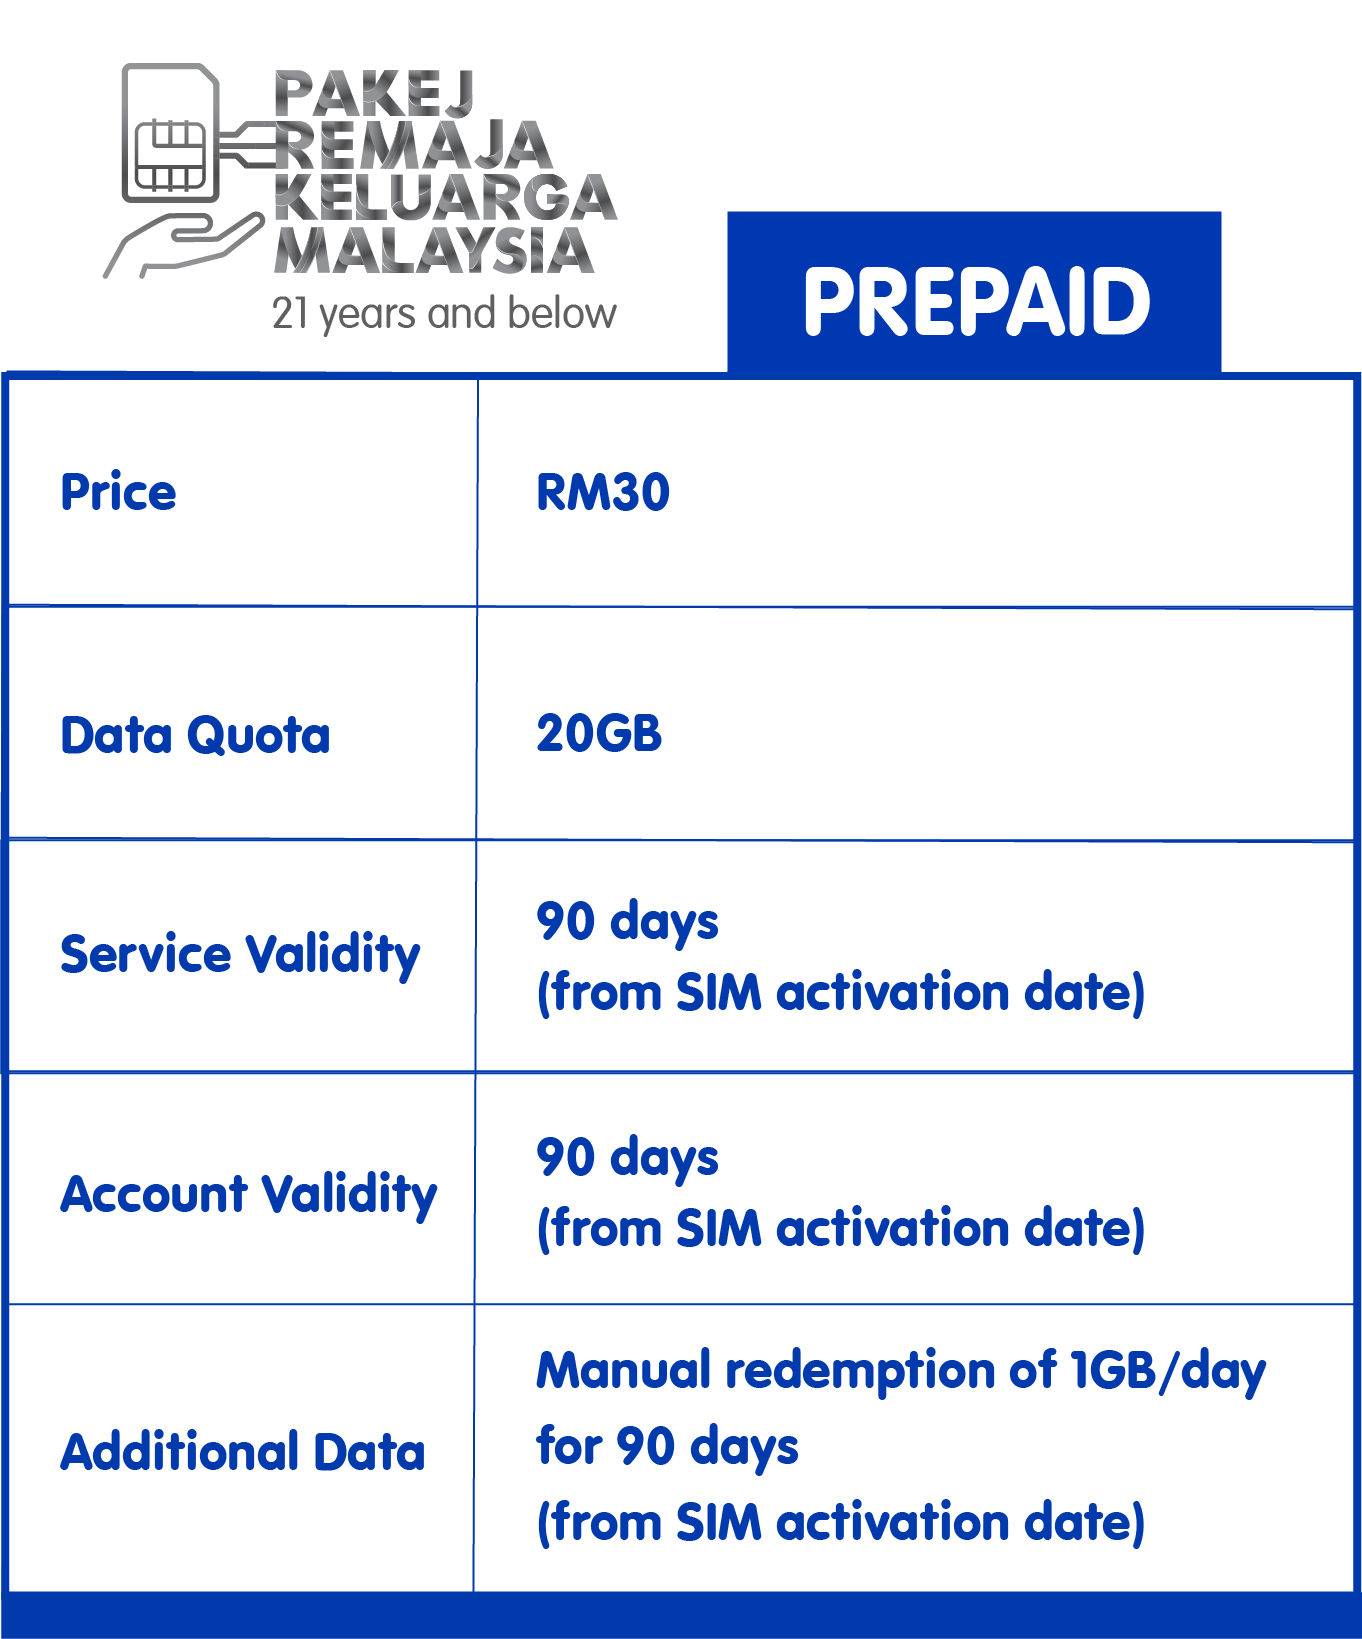 PAKEJ
REMAJA
KELUARGA
MALAYSIA
21 years and below
PREPAID
Price
RM30
Data Quota
20GB
Service Validity
90 days
(from SIM activation date)
Account Validity
90 days
(from SIM activation date)
Additional Data
Manual redemption of 1GB/day
for 90 days
(from SIM activation date)